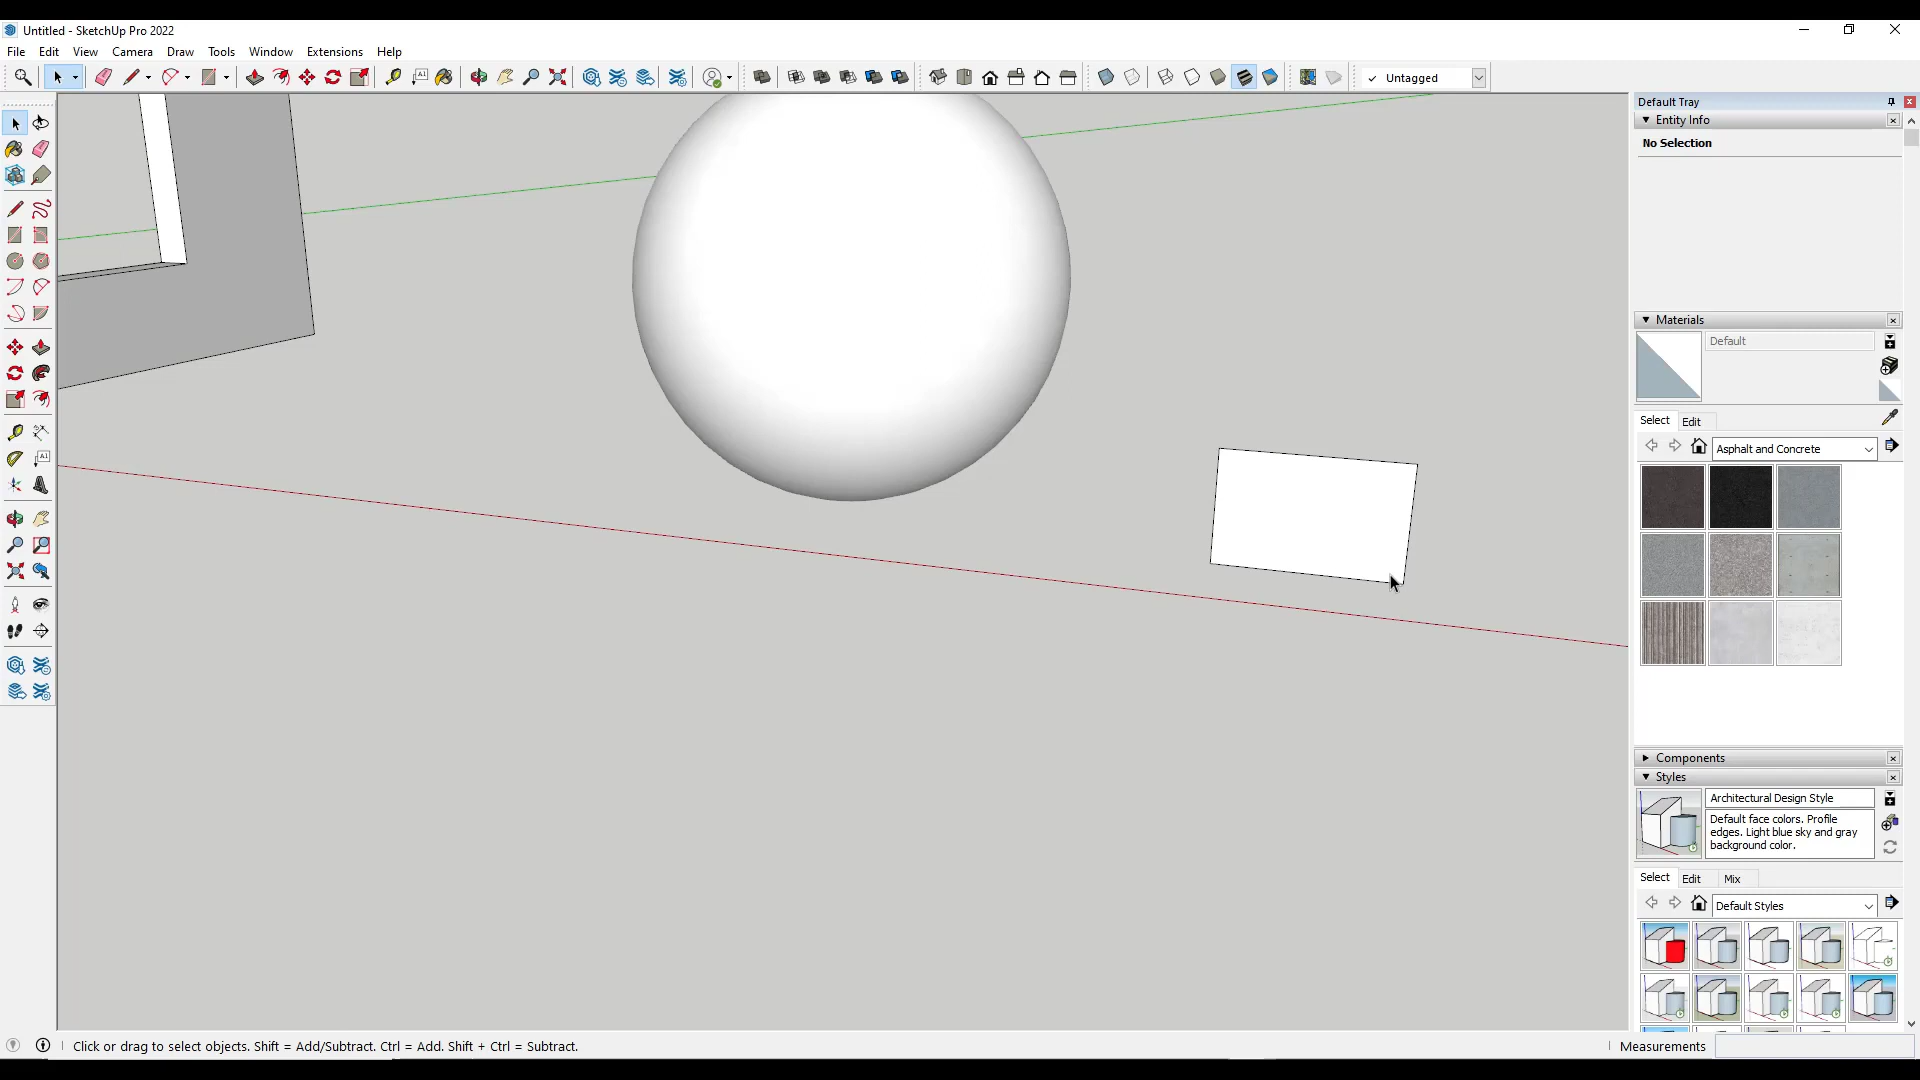 Untitled - SketchUp Pro 2022
File Edit View Camera Draw Tools Window Extensions Help
Untagged
Default Tray
Entity Info
No Selection
Materials
Default
Select Edit
Asphalt and Concrete
Components
Styles
Architectural Design Style
Default face colors. Profile
edges. Light blue sky and gray
background color.
Select Edit Mix
Default Styles
Click or drag to select objects. Shift = Add/Subtract. Ctrl = Add. Shift + Ctrl = Subtract.
Measurements